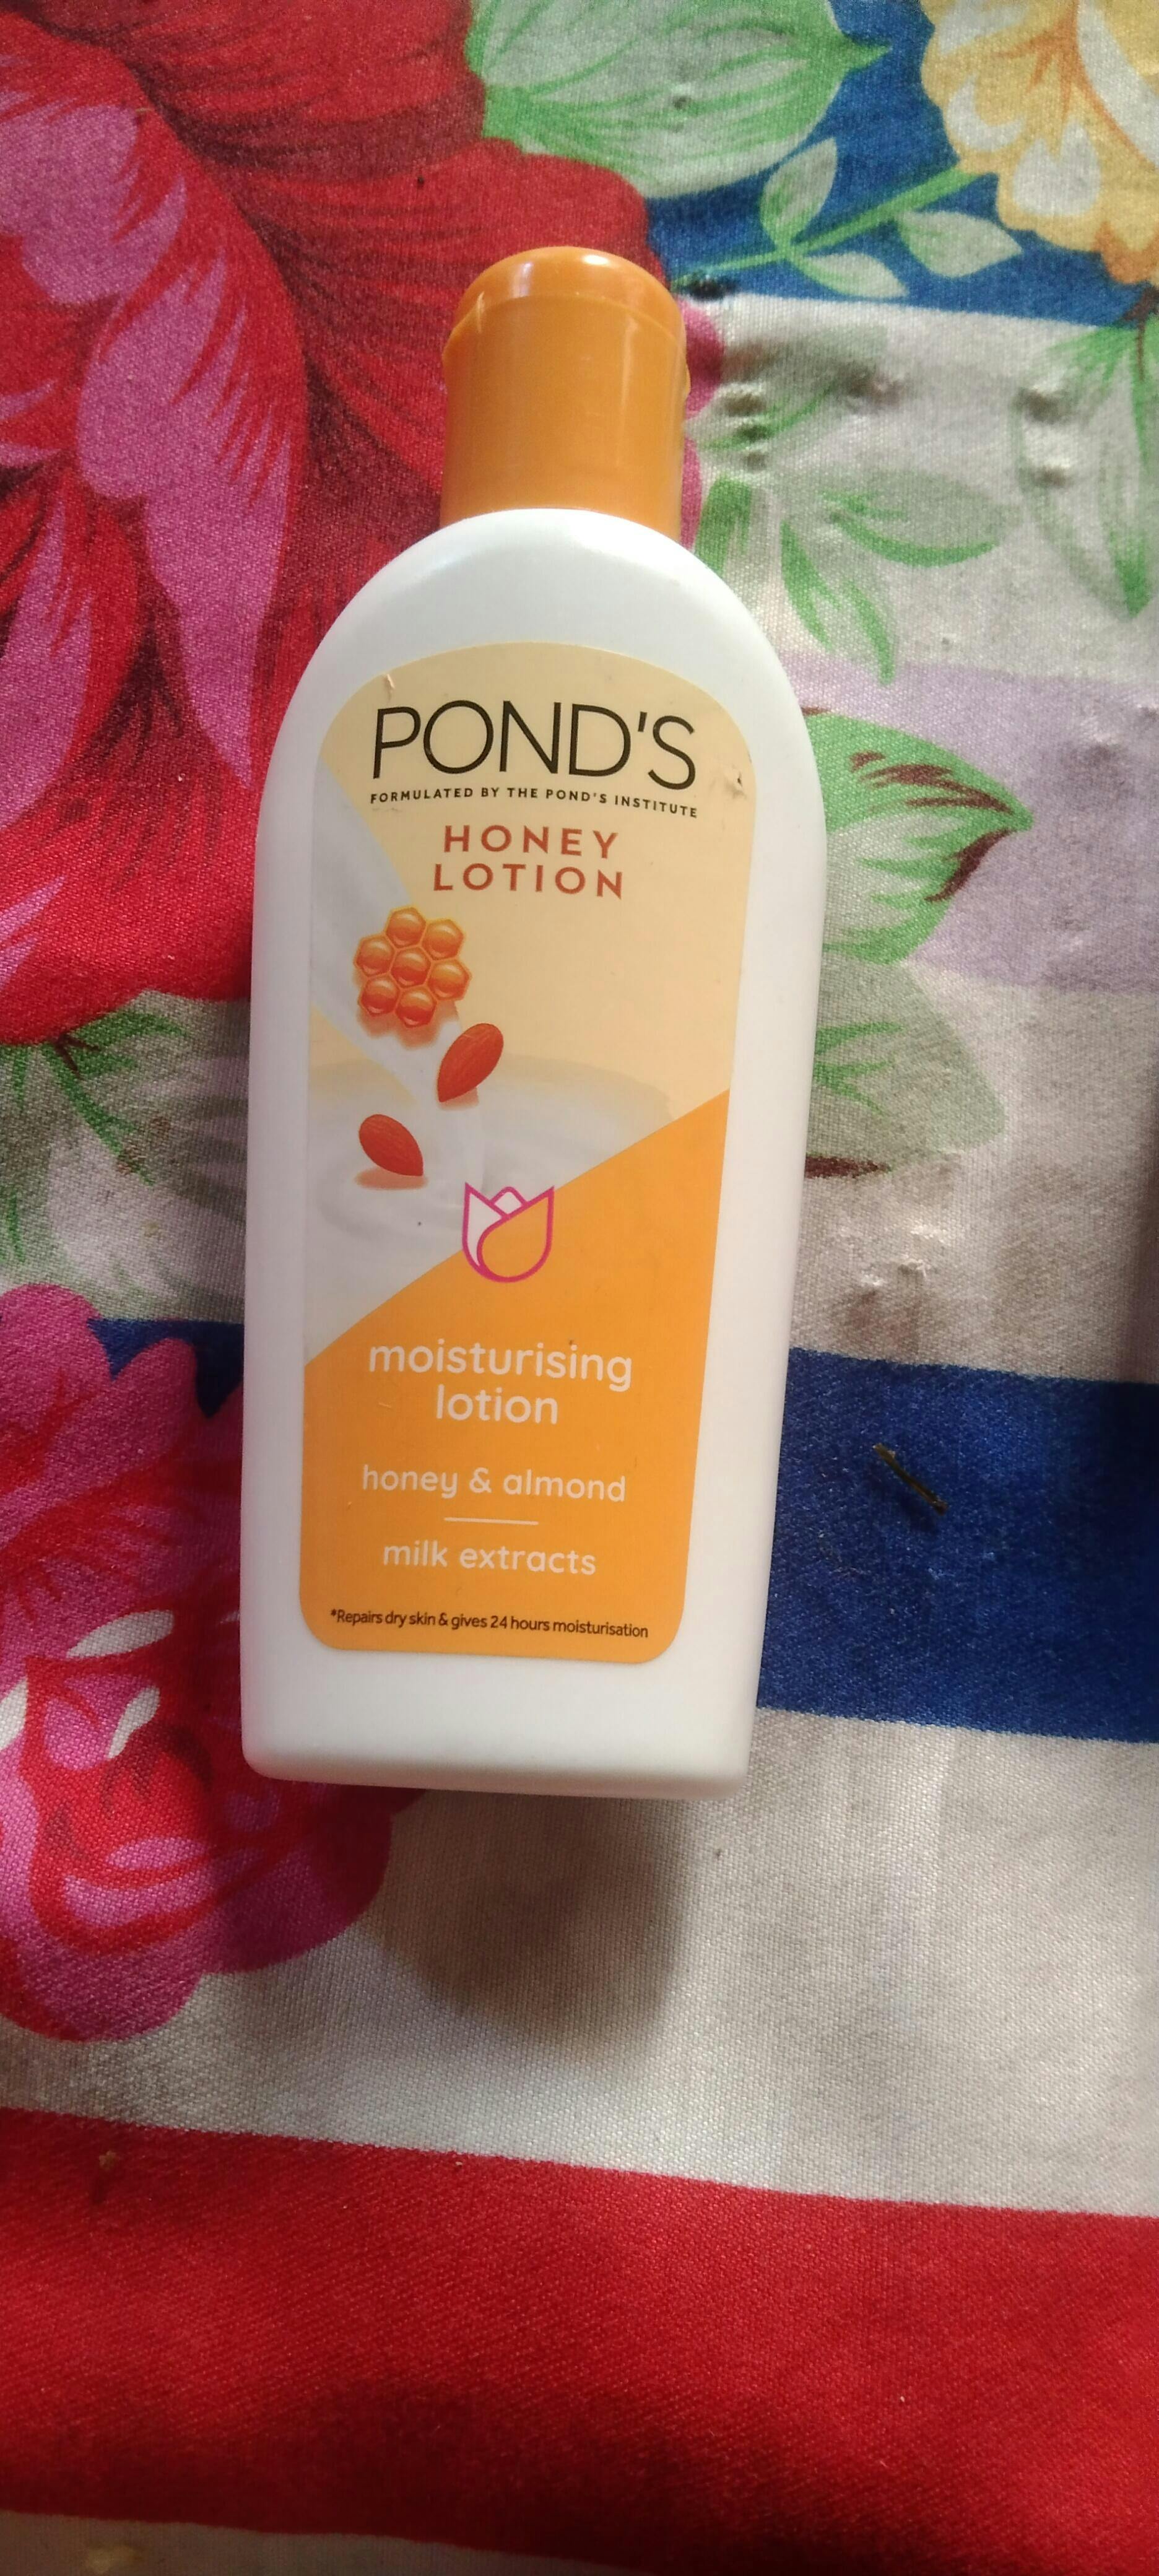 POND'S
FORMULATED BY THE POND'S INSTITUTE
HONEY
LOTION
moisturising
lotion
honey & almond
milk extracts
*Repairs dry skin & gives 24 hours moisturisation